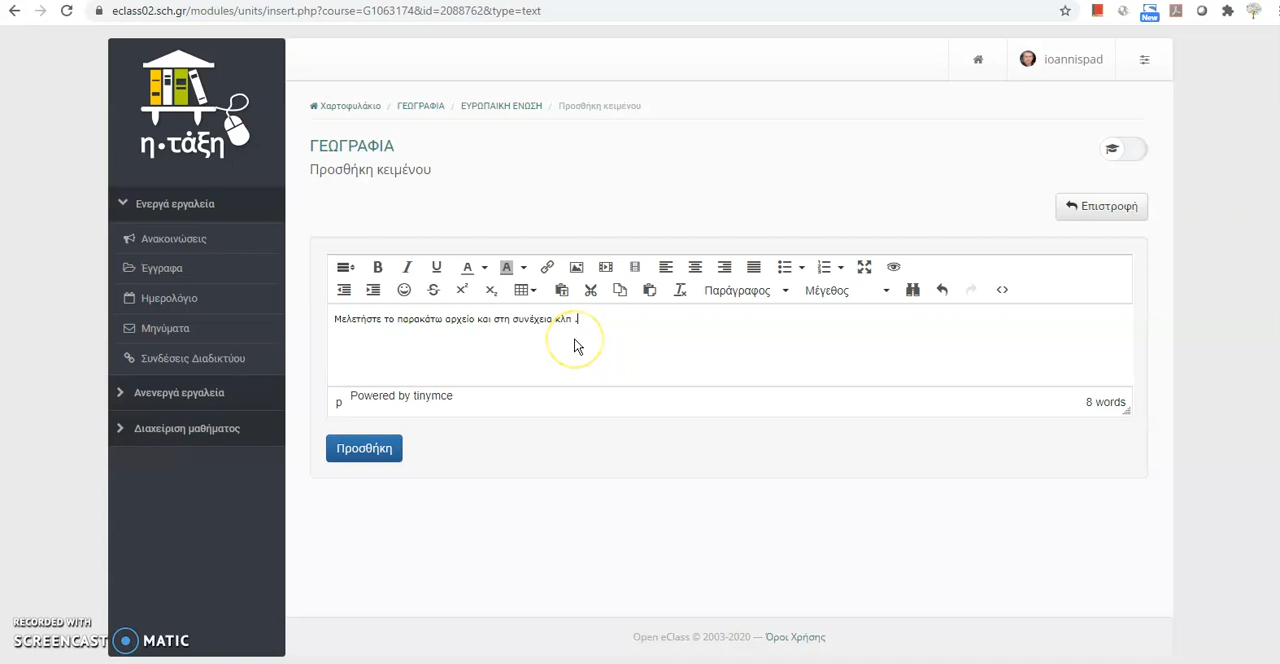 eclass02.sch.gr/modules/units/insert.php?course=G1063174&id=2088762&type=text
New
η·τάξη
ioannispad
Χαρτοφυλάκιο / ΓΕΩΓΡΑΦΙΑ / ΕΥΡΩΠΑΙΚΗ ΕΝΩΣΗ / Προσθήκη κειμένου
ΓΕΩΓΡΑΦΙΑ
Προσθήκη κειμένου
Επιστροφή
Ενεργά εργαλεία
Ανακοινώσεις
Έγγραφα
Ημερολόγιο
Μηνύματα
Συνδέσεις Διαδικτύου
Ανενεργά εργαλεία
Διαχείριση μαθήματος
B I U A A
Παράγραφος Μέγεθος
Μελετήστε το παρακάτω αρχείο και στη συνέχεια κλπ .
p Powered by tinymce 8 words
Προσθήκη
Open eClass © 2003-2020 — Όροι Χρήσης
RECORDED WITH
SCREENCAST MATIC